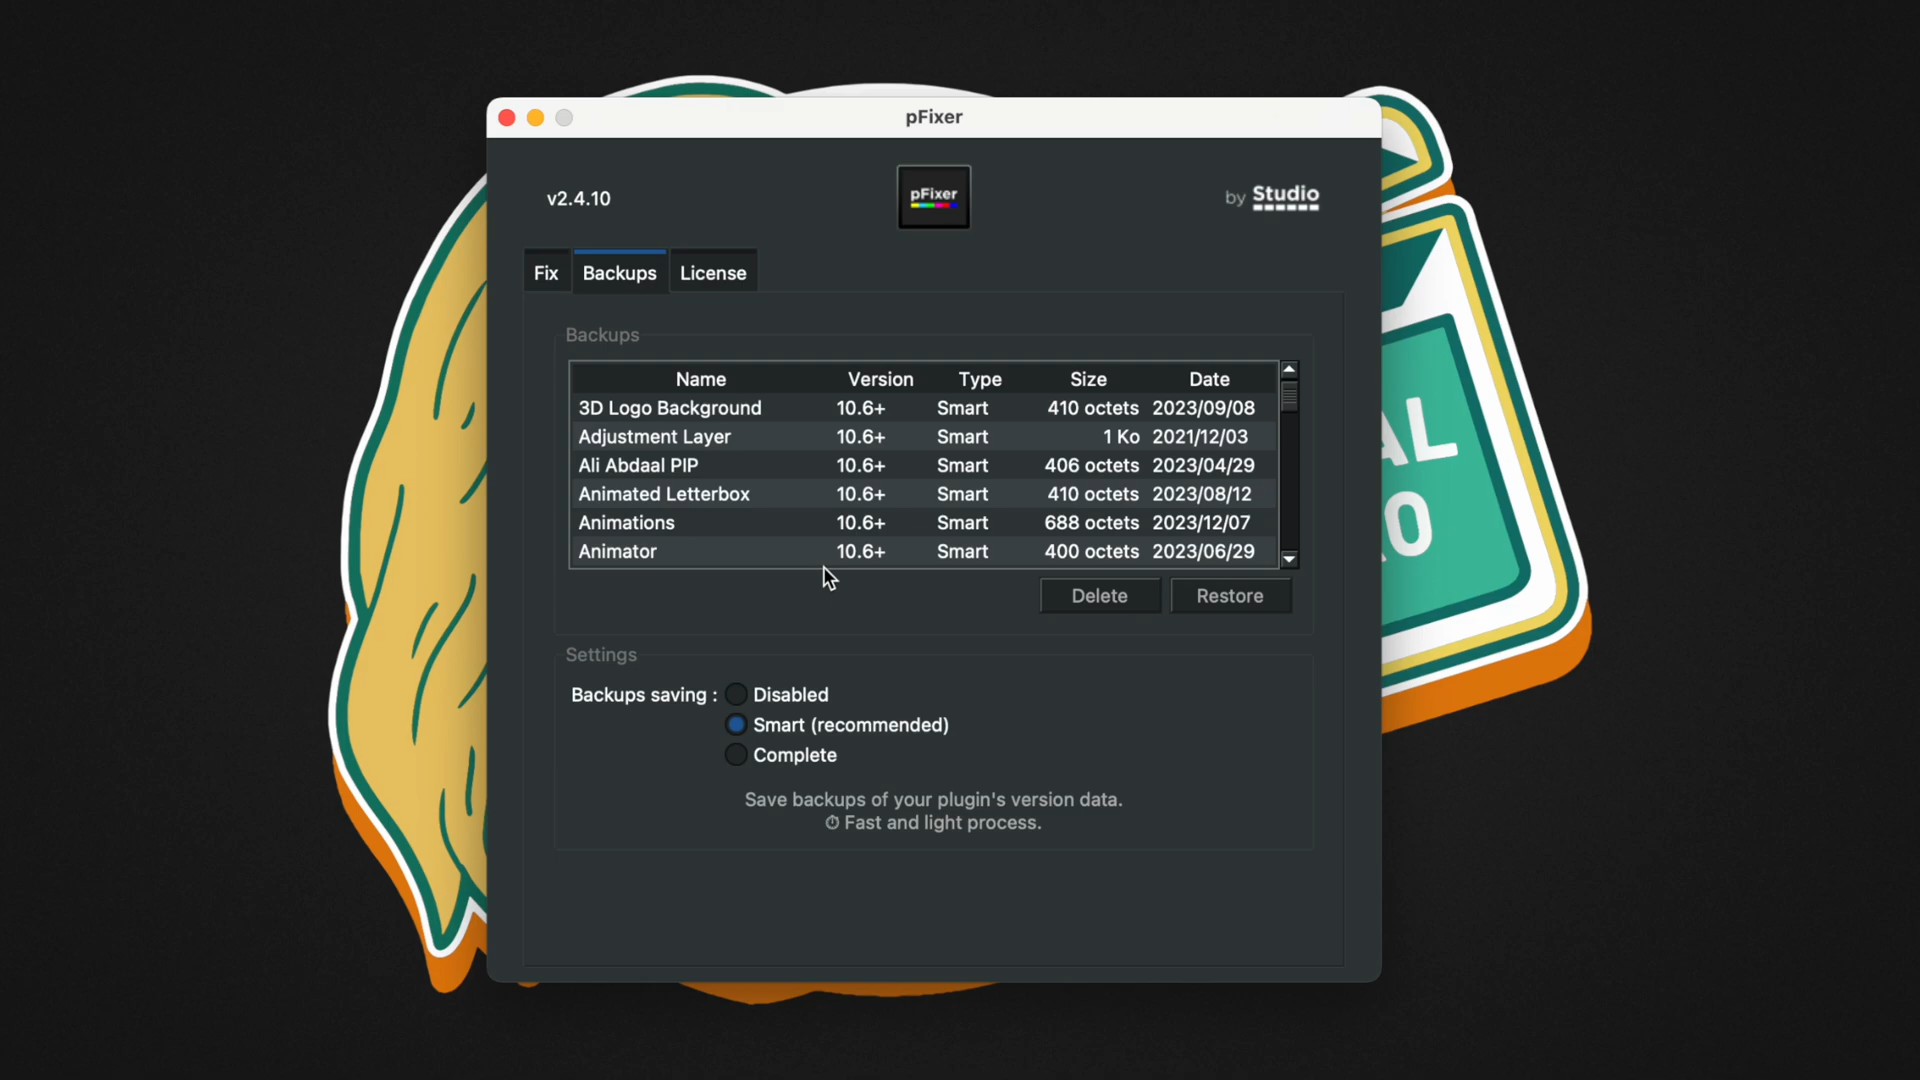 pFixer
v2.4.10
pFixer
by Studio
Fix Backups License
Backups
Name Version Type Size Date
3D Logo Background 10.6+ Smart 410 octets 2023/09/08
Adjustment Layer 10.6+ Smart 1 Ko 2021/12/03
Ali Abdaal PIP 10.6+ Smart 406 octets 2023/04/29
Animated Letterbox 10.6+ Smart 410 octets 2023/08/12
Animations 10.6+ Smart 688 octets 2023/12/07
Animator 10.6+ Smart 400 octets 2023/06/29
Delete Restore
Settings
Backups saving : Disabled
Smart (recommended)
Complete
Save backups of your plugin's version data.
⏱ Fast and light process.